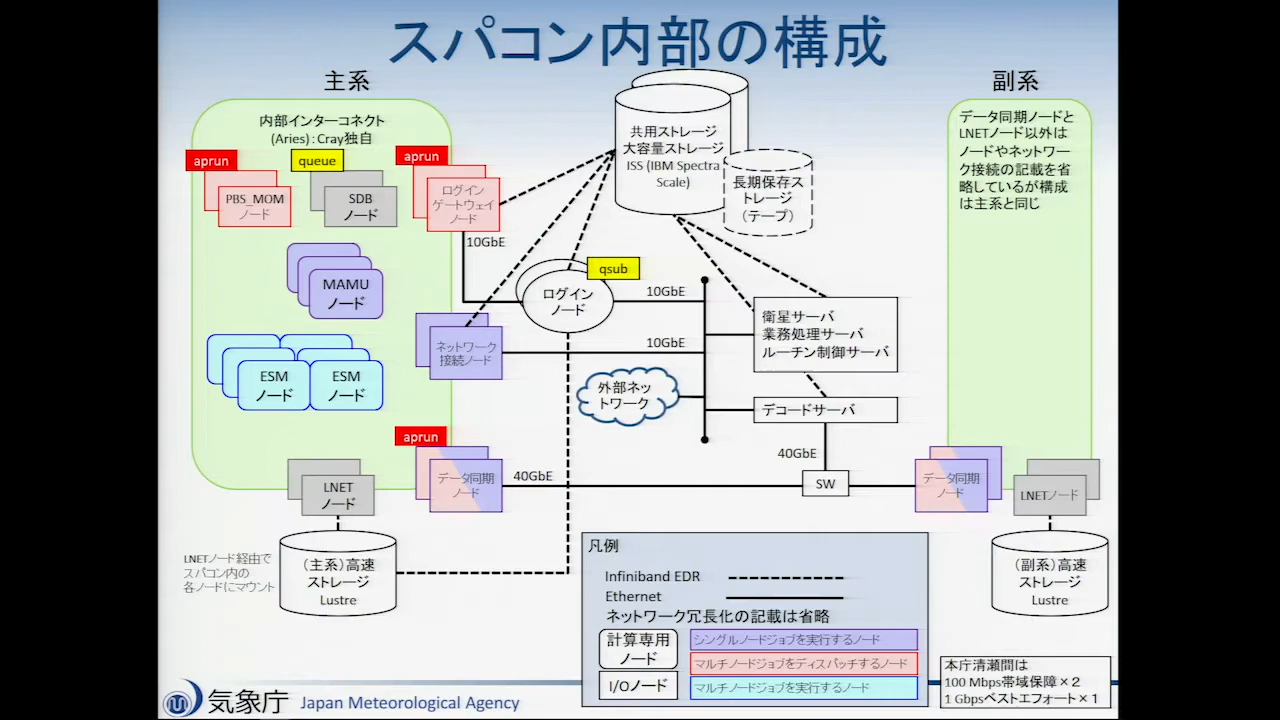 スパコン内部の構成
主系
副系
内部インターコネクト
(Aries)：Cray独自
aprun
queue
aprun
PBS_MOM
ノード
SDB
ノード
ログイン
ゲートウェイ
ノード
共用ストレージ
大容量ストレージ
ISS (IBM Spectra
Scale)
長期保存ス
トレージ
（テープ）
データ同期ノードと
LNETノード以外は
ノードやネットワー
ク接続の記載を省
略しているが構成
は主系と同じ
10GbE
qsub
MAMU
ノード
ログイン
ノード
10GbE
衛星サーバ
業務処理サーバ
ルーチン制御サーバ
ネットワーク
接続ノード
10GbE
ESM
ノード
ESM
ノード
外部ネッ
トワーク
デコードサーバ
aprun
40GbE
LNET
ノード
データ同期
ノード
40GbE
SW
データ同期
ノード
LNETノード
LNETノード経由で
スパコン内の
各ノードにマウント
（主系）高速
ストレージ
Lustre
（副系）高速
ストレージ
Lustre
凡例
Infiniband EDR
Ethernet
ネットワーク冗長化の記載は省略
計算専用
ノード
I/Oノード
シングルノードジョブを実行するノード
マルチノードジョブをディスパッチするノード
マルチノードジョブを実行するノード
本庁清瀬間は
100 Mbps帯域保障×２
1 Gbpsベストエフォート×１
気象庁 Japan Meteorological Agency